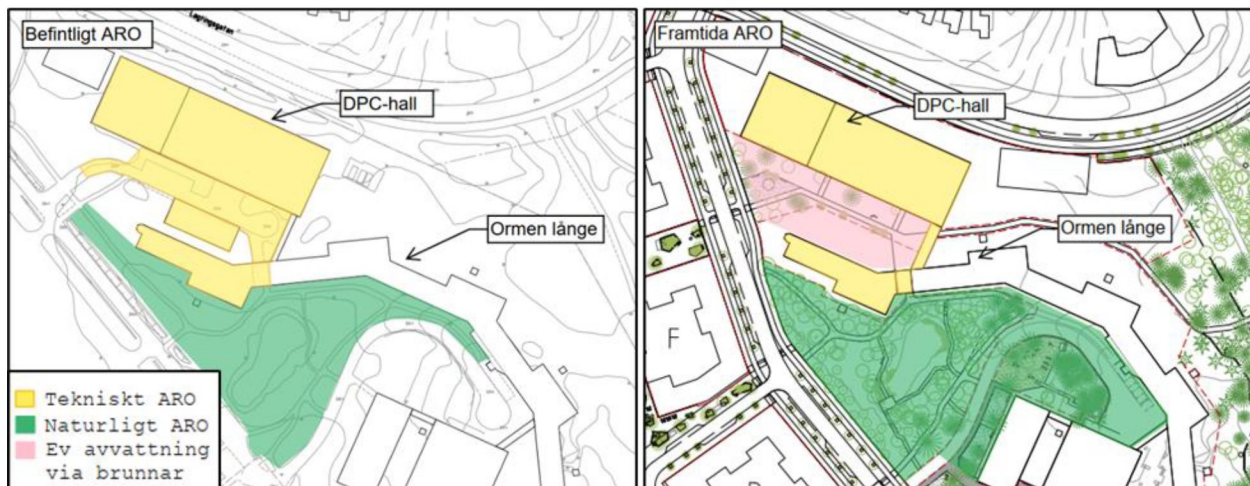 Befintligt ARO
Lagtingsgatan
DPC-hall
Ormen långe
Tekniskt ARO
Naturligt ARO
Ev avvattning
via brunnar
Framtida ARO
DPC-hall
Ormen långe
F